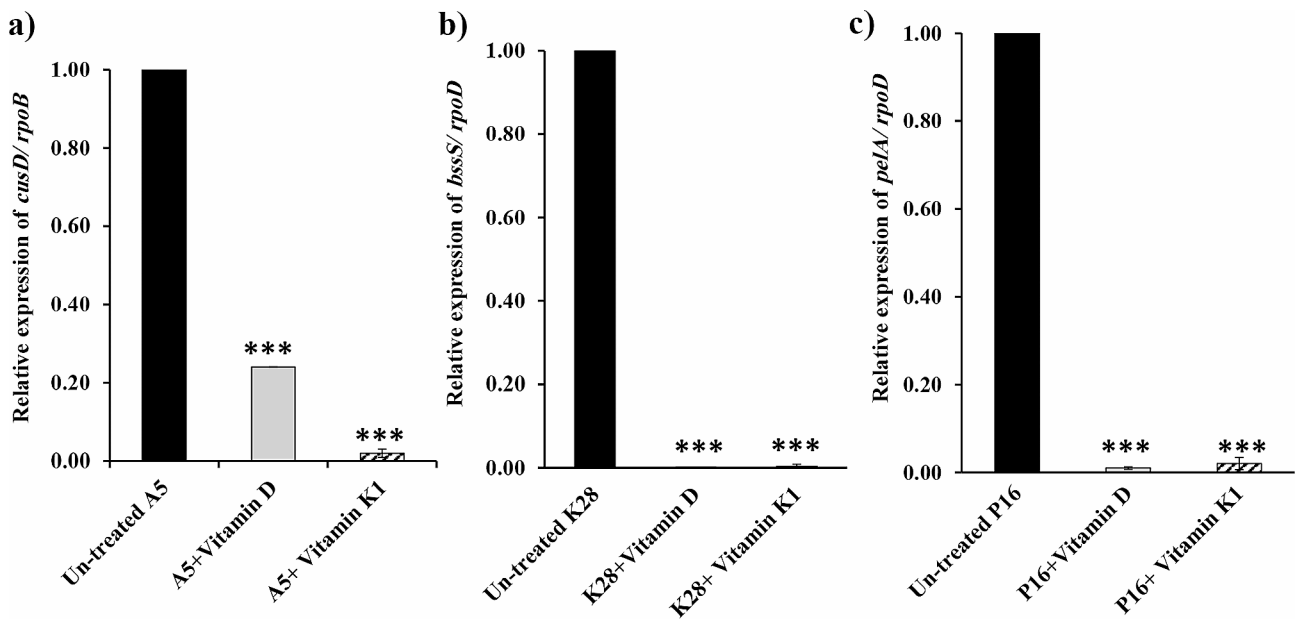 a)
Relative expression of cusD/ rpoB
1.00
0.80
0.60
0.40
0.20
0.00
***
***
Un-treated A5
A5+Vitamin D
A5+ Vitamin K1
b)
Relative expression of bssS/ rpoD
1.00
0.80
0.60
0.40
0.20
0.00
***
***
Un-treated K28
K28+Vitamin D
K28+ Vitamin K1
c)
Relative expression of pelA/ rpoD
1.00
0.80
0.60
0.40
0.20
0.00
***
***
Un-treated P16
P16+Vitamin D
P16+ Vitamin K1